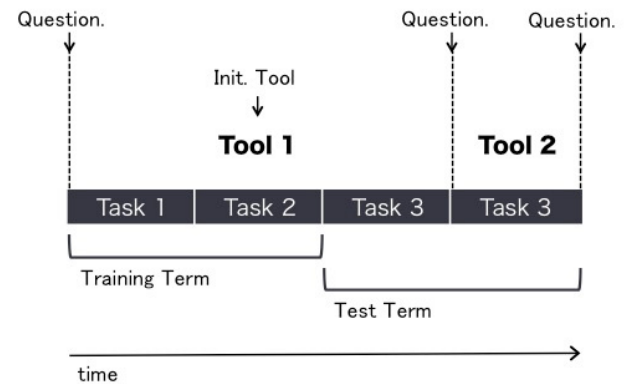 Question.
Question.
Question.
Init. Tool
Tool 1
Tool 2
Task 1
Task 2
Task 3
Task 3
Training Term
Test Term
time